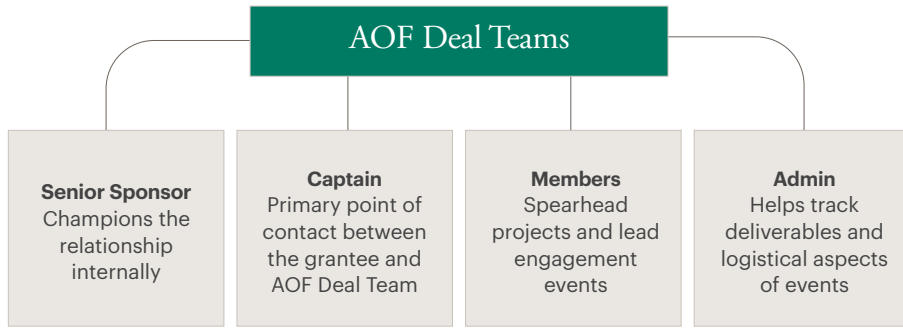 AOF Deal Teams
Senior Sponsor
Champions the
relationship
internally
Captain
Primary point of
contact between
the grantee and
AOF Deal Team
Members
Spearhead
projects and lead
engagement
events
Admin
Helps track
deliverables and
logistical aspects
of events